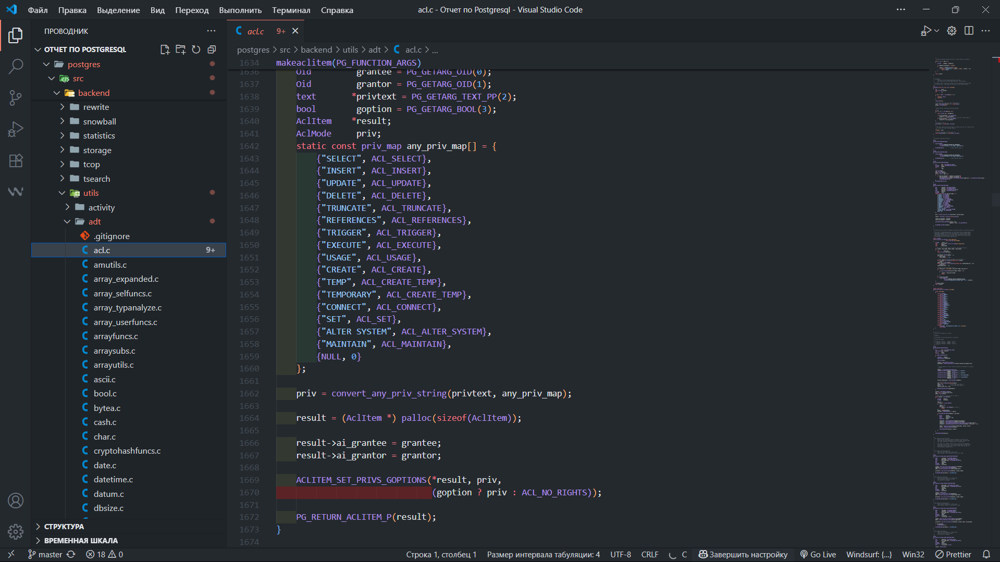 Файл Правка Выделение Вид Переход Выполнить Терминал Справка
acl.c - Отчет по Postgresql - Visual Studio Code
ПРОВОДНИК
ОТЧЕТ ПО POSTGRESQL
postgres
src
backend
rewrite
snowball
statistics
storage
tcop
tsearch
utils
activity
adt
.gitignore
acl.c 9+
amutils.c
array_expanded.c
array_selfuncs.c
array_typanalyze.c
array_userfuncs.c
arrayfuncs.c
arraysubs.c
arrayutils.c
ascii.c
bool.c
bytea.c
cash.c
char.c
cryptohashfuncs.c
date.c
datetime.c
datum.c
dbsize.c
СТРУКТУРА
ВРЕМЕННАЯ ШКАЛА
acl.c 9+
postgres > src > backend > utils > adt > acl.c > ...
1634 makeaclitem(PG_FUNCTION_ARGS)
1636 Oid grantee = PG_GETARG_OID(0);
1637 Oid grantor = PG_GETARG_OID(1);
1638 text *privtext = PG_GETARG_TEXT_PP(2);
1639 bool goption = PG_GETARG_BOOL(3);
1640 AclItem *result;
1641 AclMode priv;
1642 static const priv_map any_priv_map[] = {
1643 {"SELECT", ACL_SELECT},
1644 {"INSERT", ACL_INSERT},
1645 {"UPDATE", ACL_UPDATE},
1646 {"DELETE", ACL_DELETE},
1647 {"TRUNCATE", ACL_TRUNCATE},
1648 {"REFERENCES", ACL_REFERENCES},
1649 {"TRIGGER", ACL_TRIGGER},
1650 {"EXECUTE", ACL_EXECUTE},
1651 {"USAGE", ACL_USAGE},
1652 {"CREATE", ACL_CREATE},
1653 {"TEMP", ACL_CREATE_TEMP},
1654 {"TEMPORARY", ACL_CREATE_TEMP},
1655 {"CONNECT", ACL_CONNECT},
1656 {"SET", ACL_SET},
1657 {"ALTER SYSTEM", ACL_ALTER_SYSTEM},
1658 {"MAINTAIN", ACL_MAINTAIN},
1659 {NULL, 0}
1660 };
1661
1662 priv = convert_any_priv_string(privtext, any_priv_map);
1663
1664 result = (AclItem *) palloc(sizeof(AclItem));
1665
1666 result->ai_grantee = grantee;
1667 result->ai_grantor = grantor;
1668
1669 ACLITEM_SET_PRIVS_GOPTIONS(*result, priv,
1670 (goption ? priv : ACL_NO_RIGHTS));
1671
1672 PG_RETURN_ACLITEM_P(result);
1673 }
1674
master 18 0 Строка 1, столбец 1 Размер интервала табуляции: 4 UTF-8 CRLF C Завершить настройку Go Live Windsurf: {...} Win32 Prettier